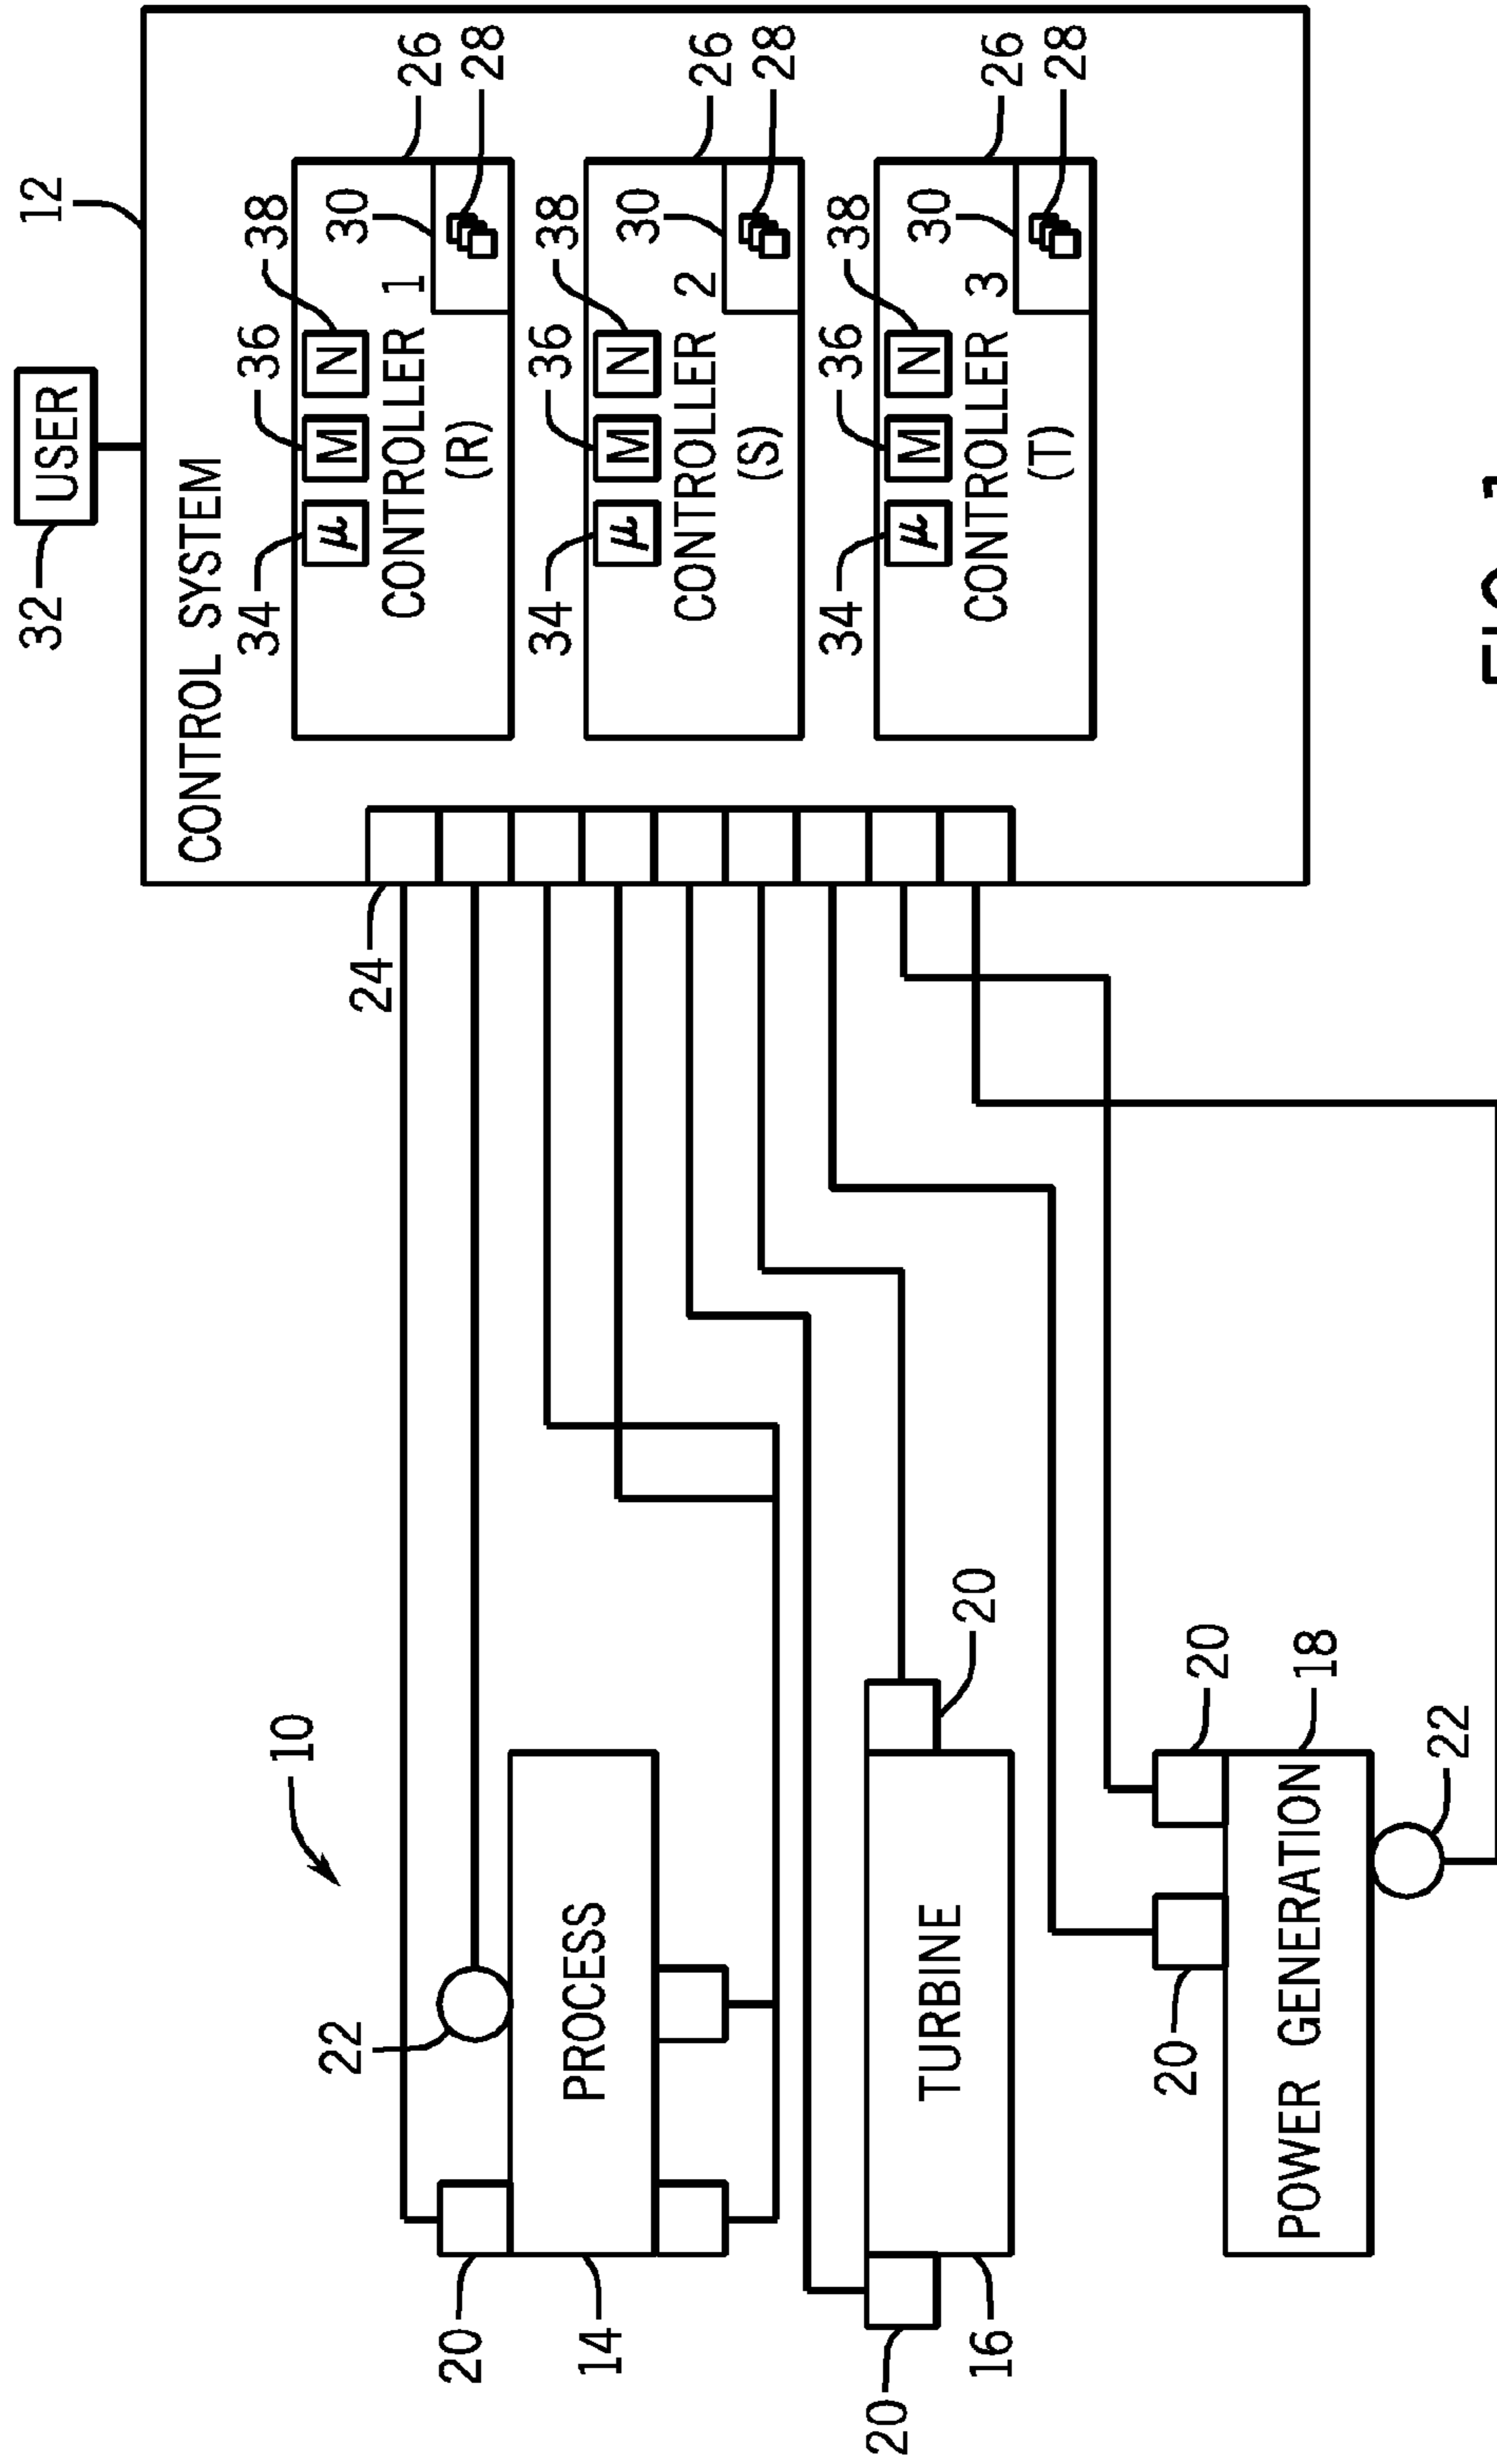 32
USER
12
CONTROL SYSTEM
34
36
38
10
μ
M
N
22
30
24
CONTROLLER 1
26
20
(R)
28
34
36
38
PROCESS
14
μ
M
N
30
CONTROLLER 2
26
(S)
28
34
36
38
20
TURBINE
μ
M
N
30
16
20
CONTROLLER 3
26
(T)
28
20
20
POWER GENERATION
18
22